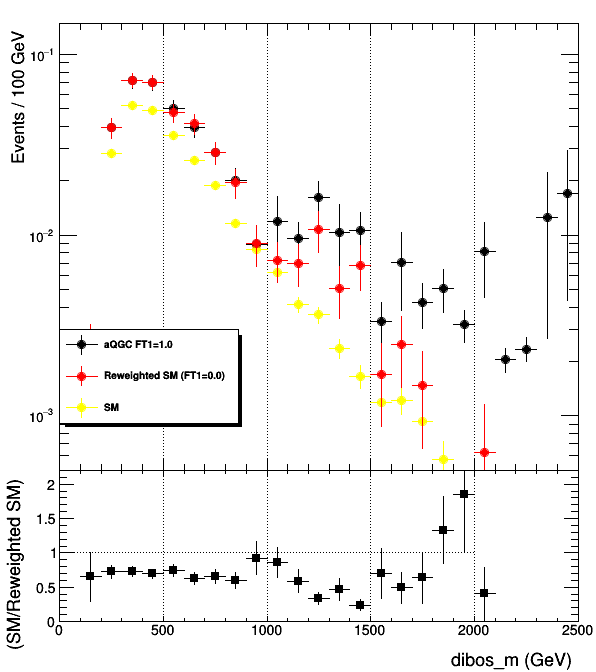 Events / 100 GeV
10⁻¹
10⁻²
10⁻³
aQGC FT1=1.0
Reweighted SM (FT1=0.0)
SM
(SM/Reweighted SM)
2
1.5
1
0.5
0
0 500 1000 1500 2000 2500
dibos_m (GeV)